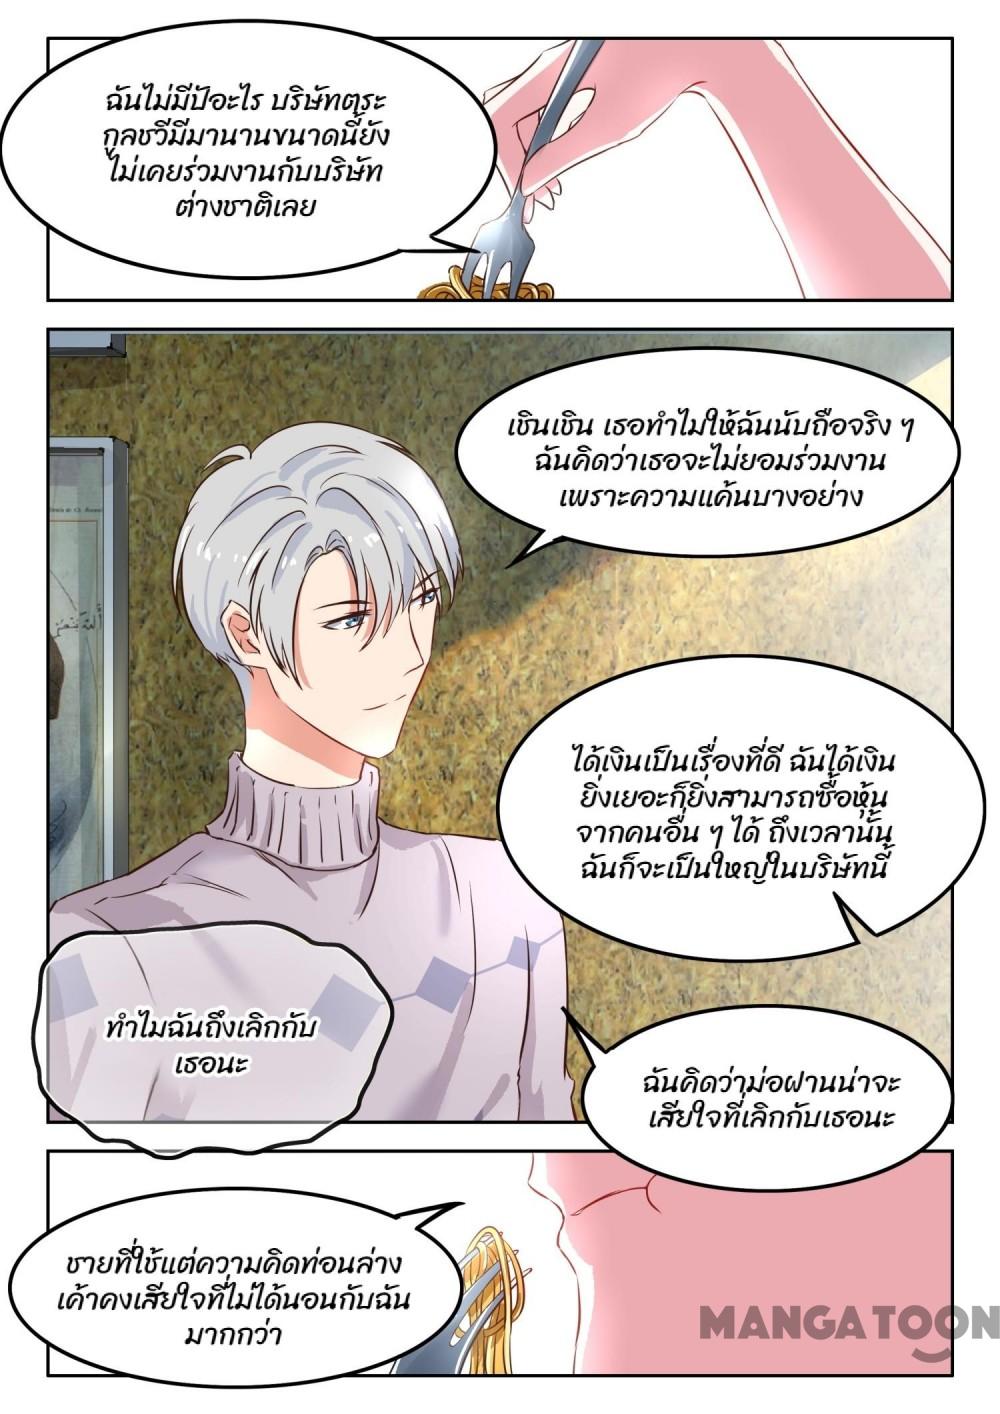 ฉันไม่มีปัอะไร บริษัทตระ
กูลชวีมีมานานขนาดนี้ยัง
ไม่เคยร่วมงานกับบริษัท
ต่างชาติเลย
เชินเชิน เธอทำไมให้ฉันนับถือจริง ๆ
ฉันคิดว่าเธอจะไม่ยอมร่วมงาน
เพราะความแค้นบางอย่าง
ได้เงินเป็นเรื่องที่ดี ฉันได้เงิน
ยิ่งเยอะก็ยิ่งสามารถซื้อหุ้น
จากคนอื่น ๆ ได้ ถึงเวลานั้น
ฉันก็จะเป็นใหญ่ในบริษัทนี้
ทำไมฉันถึงเลิกกับ
เธอนะ
ฉันคิดว่าม่อฝานน่าจะ
เสียใจที่เลิกกับเธอนะ
ชายที่ใช้แต่ความคิดท่อนล่าง
เค้าคงเสียใจที่ไม่ได้นอนกับฉัน
มากกว่า
MANGATOON